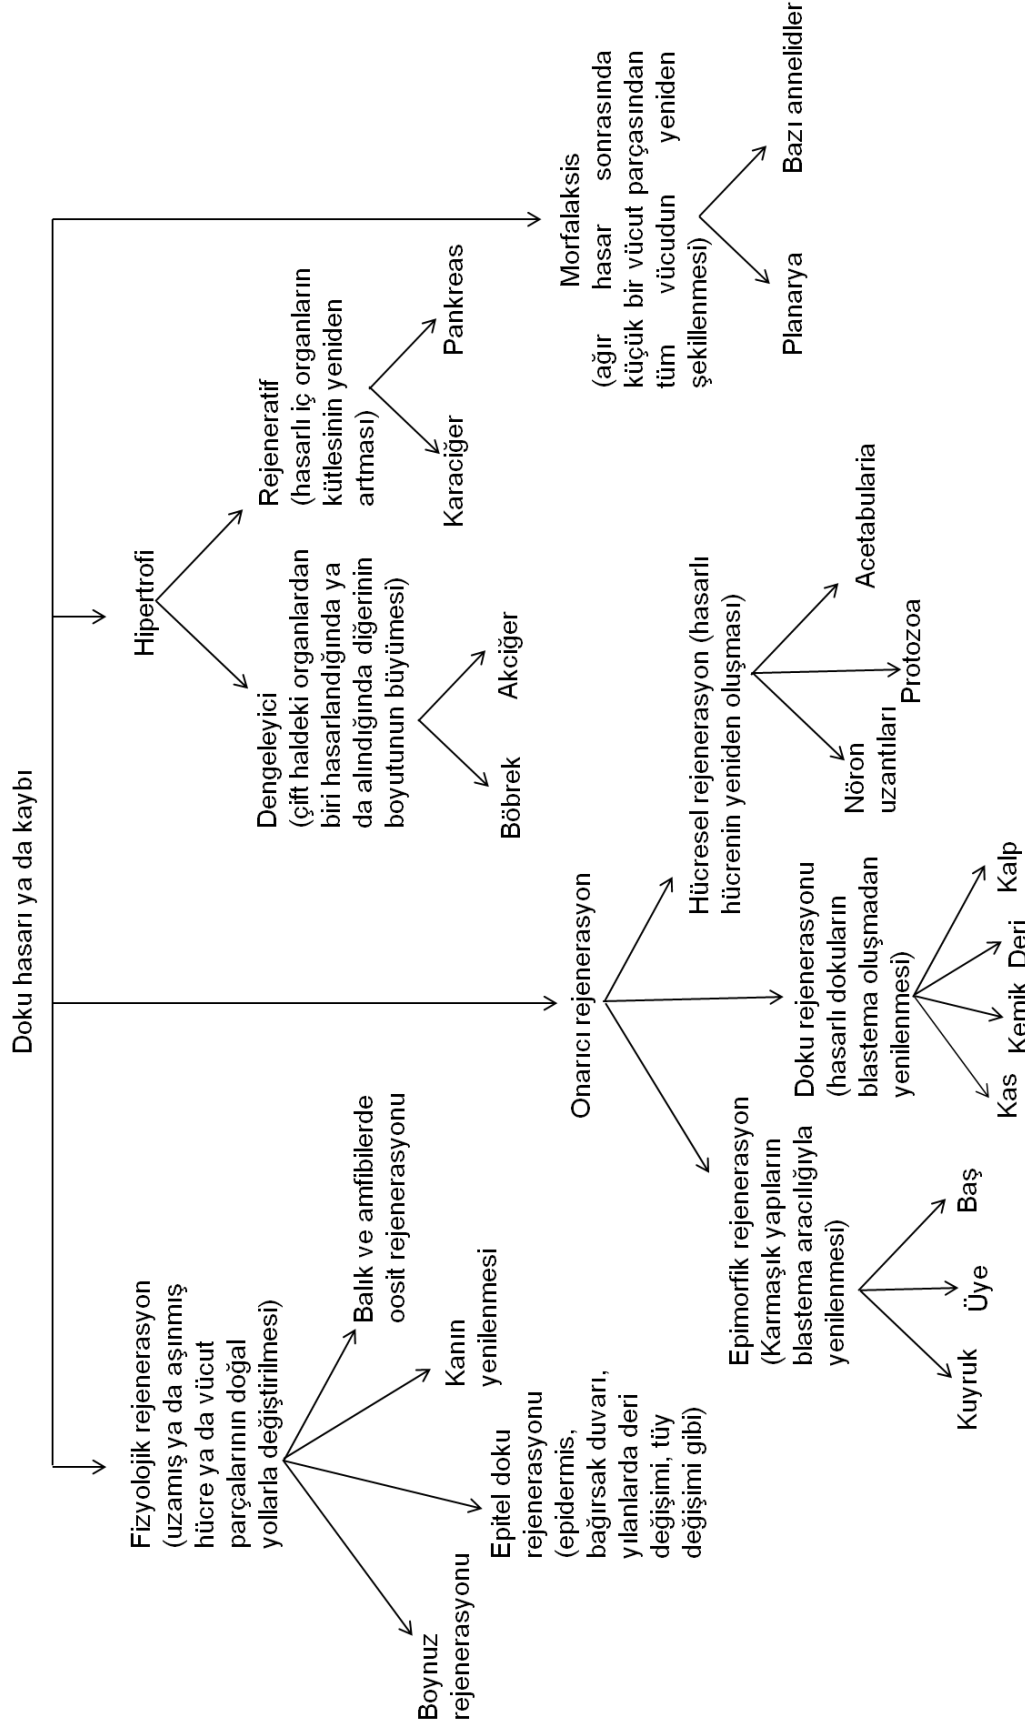 Doku hasarı ya da kaybı
Fizyolojik rejenerasyon
(uzamış ya da aşınmış
hücre ya da vücut
parçalarının doğal
yollarla değiştirilmesi)
Boynuz
rejenerasyonu
Epitel doku
rejenerasyonu
(epidermis,
bağırsak duvarı,
yılanlarda deri
değişimi, tüy
değişimi gibi)
Kanın
yenilenmesi
Balık ve amfibilerde
oosit rejenerasyonu
Onarıcı rejenerasyon
Epimorfik rejenerasyon
(Karmaşık yapıların
blastema aracılığıyla
yenilenmesi)
Kuyruk
Üye
Baş
Doku rejenerasyonu
(hasarlı dokuların
blastema oluşmadan
yenilenmesi)
Kas
Kemik
Deri
Kalp
Hücresel rejenerasyon (hasarlı
hücrenin yeniden oluşması)
Nöron
uzantıları
Protozoa
Acetabularia
Hipertrofi
Dengeleyici
(çift haldeki organlardan
biri hasarlandığında ya
da alındığında diğerinin
boyutunun büyümesi)
Böbrek
Akciğer
Rejeneratif
(hasarlı iç organların
kütlesinin yeniden
artması)
Karaciğer
Pankreas
Morfalaksis
(ağır hasar sonrasında
küçük bir vücut parçasından
tüm vücudun yeniden
şekillenmesi)
Planarya
Bazı annelidler